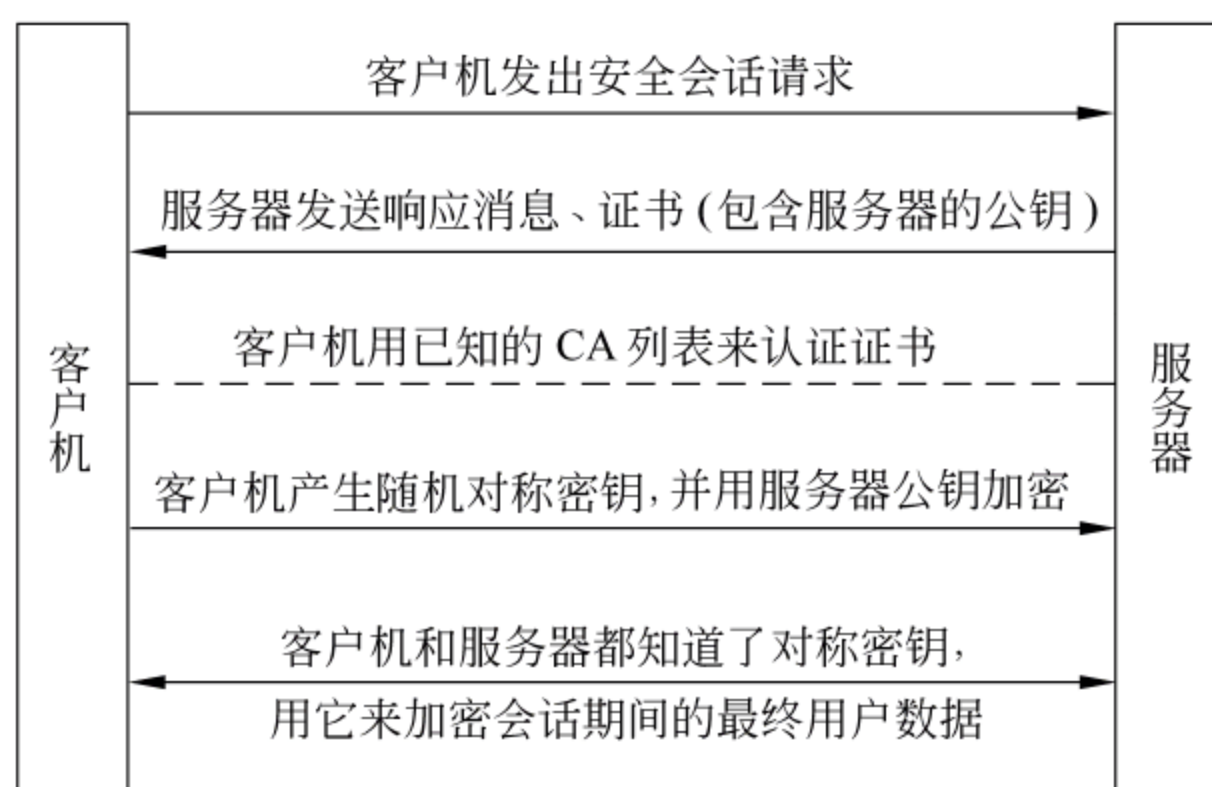 客户机发出安全会话请求
服务器发送响应消息、证书(包含服务器的公钥)
客户机用已知的 CA 列表来认证证书
客户机
服务器
客户机产生随机对称密钥,并用服务器公钥加密
客户机和服务器都知道了对称密钥,
用它来加密会话期间的最终用户数据